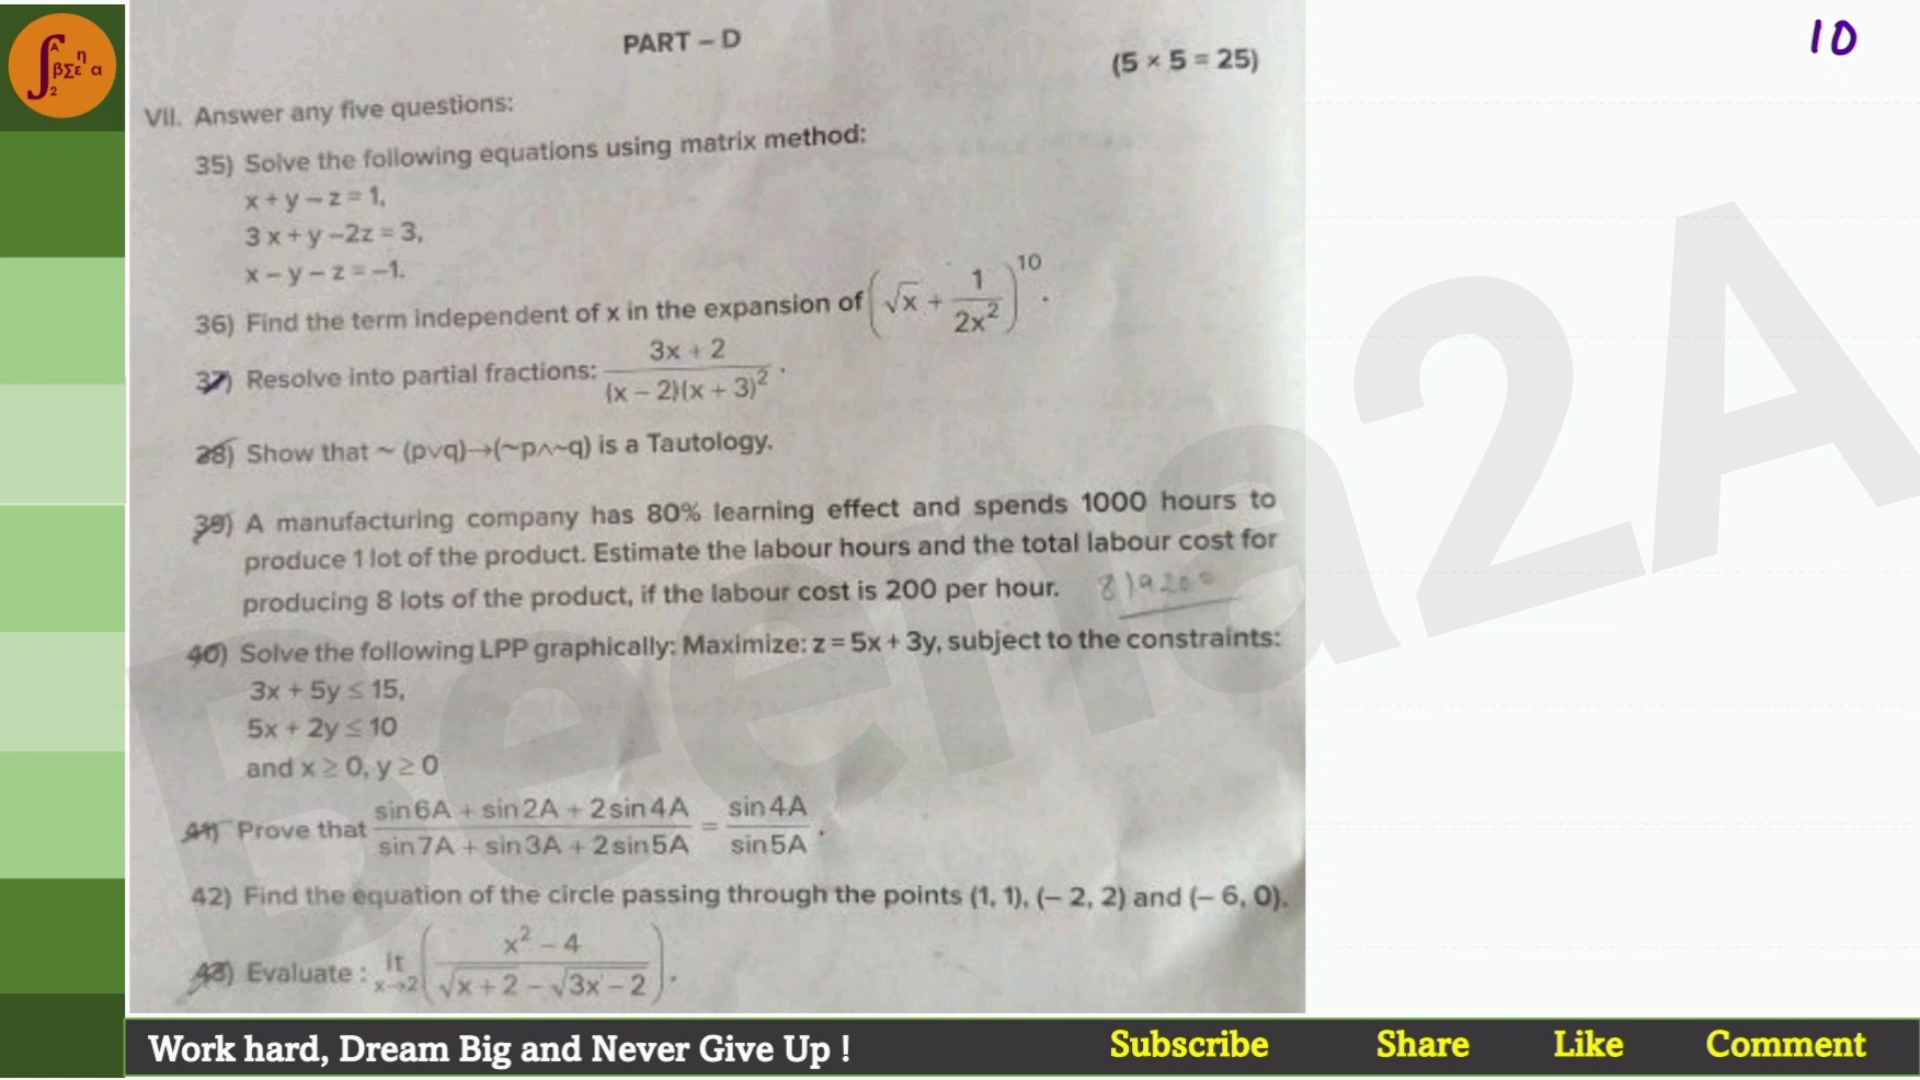 10
PART – D
(5 × 5 = 25)
VII. Answer any five questions:
35) Solve the following equations using matrix method:
x + y – z = 1,
3 x + y –2z = 3,
x – y – z = –1.
36) Find the term independent of x in the expansion of (√x + 1/2x²)¹⁰.
37) Resolve into partial fractions: 3x + 2/(x – 2)(x + 3)².
38) Show that ~ (p∨q)→(~p∧~q) is a Tautology.
39) A manufacturing company has 80% learning effect and spends 1000 hours to
produce 1 lot of the product. Estimate the labour hours and the total labour cost for
producing 8 lots of the product, if the labour cost is 200 per hour. 819200
40) Solve the following LPP graphically: Maximize: z = 5x + 3y, subject to the constraints:
3x + 5y ≤ 15,
5x + 2y ≤ 10
and x ≥ 0, y ≥ 0
41) Prove that sin6A + sin2A + 2sin4A/sin7A + sin3A + 2sin5A = sin4A/sin5A.
42) Find the equation of the circle passing through the points (1, 1), (– 2, 2) and (– 6, 0).
43) Evaluate : lt x→2 (x² – 4/√x + 2 – √3x – 2).
Beena2A
Work hard, Dream Big and Never Give Up ! Subscribe Share Like Comment